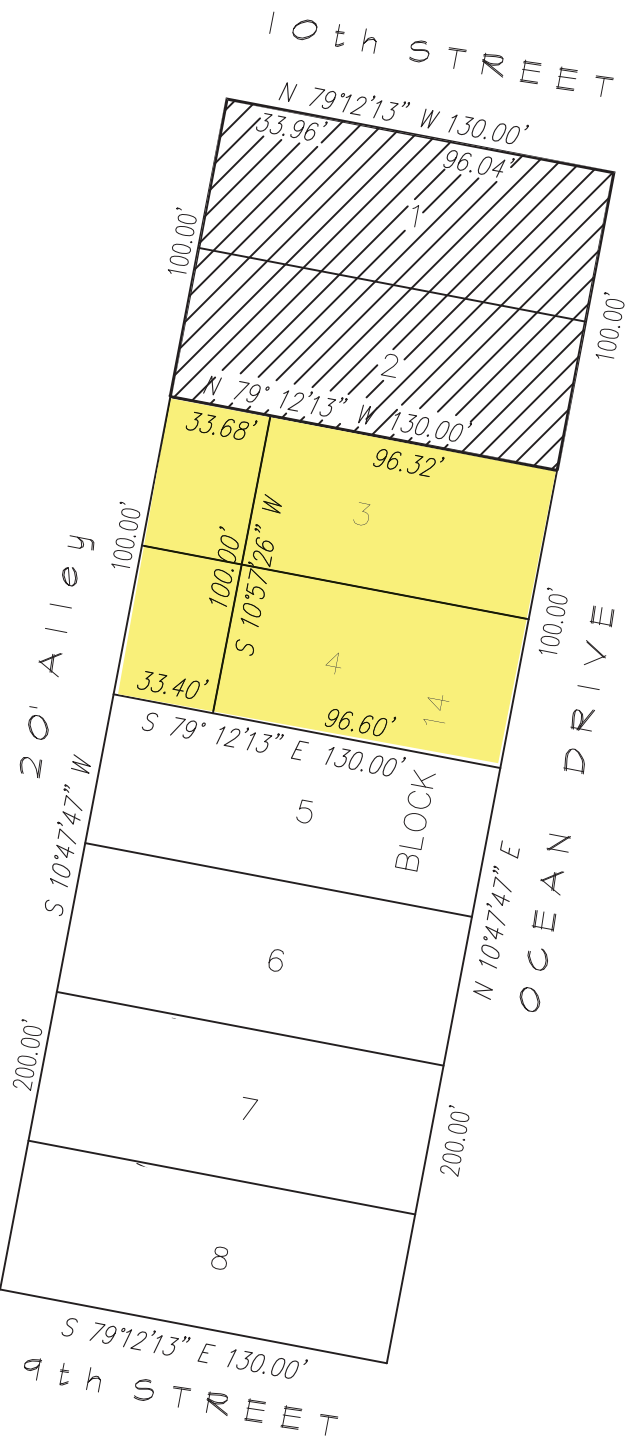 10th STREET
N 79°12'13" W 130.00'
33.96'
96.04'
1
100.00'
100.00'
2
N 79° 12'13" W 130.00'
33.68'
96.32'
3
100.00'
100.00'
S 10°57'26" W
100.00'
20' Alley
OCEAN DRIVE
4
33.40'
96.60'
BLOCK 14
S 79° 12'13" E 130.00'
5
S 10°47'47" W
N 10°47'47" E
6
200.00'
7
200.00'
8
S 79°12'13" E 130.00'
9th STREET